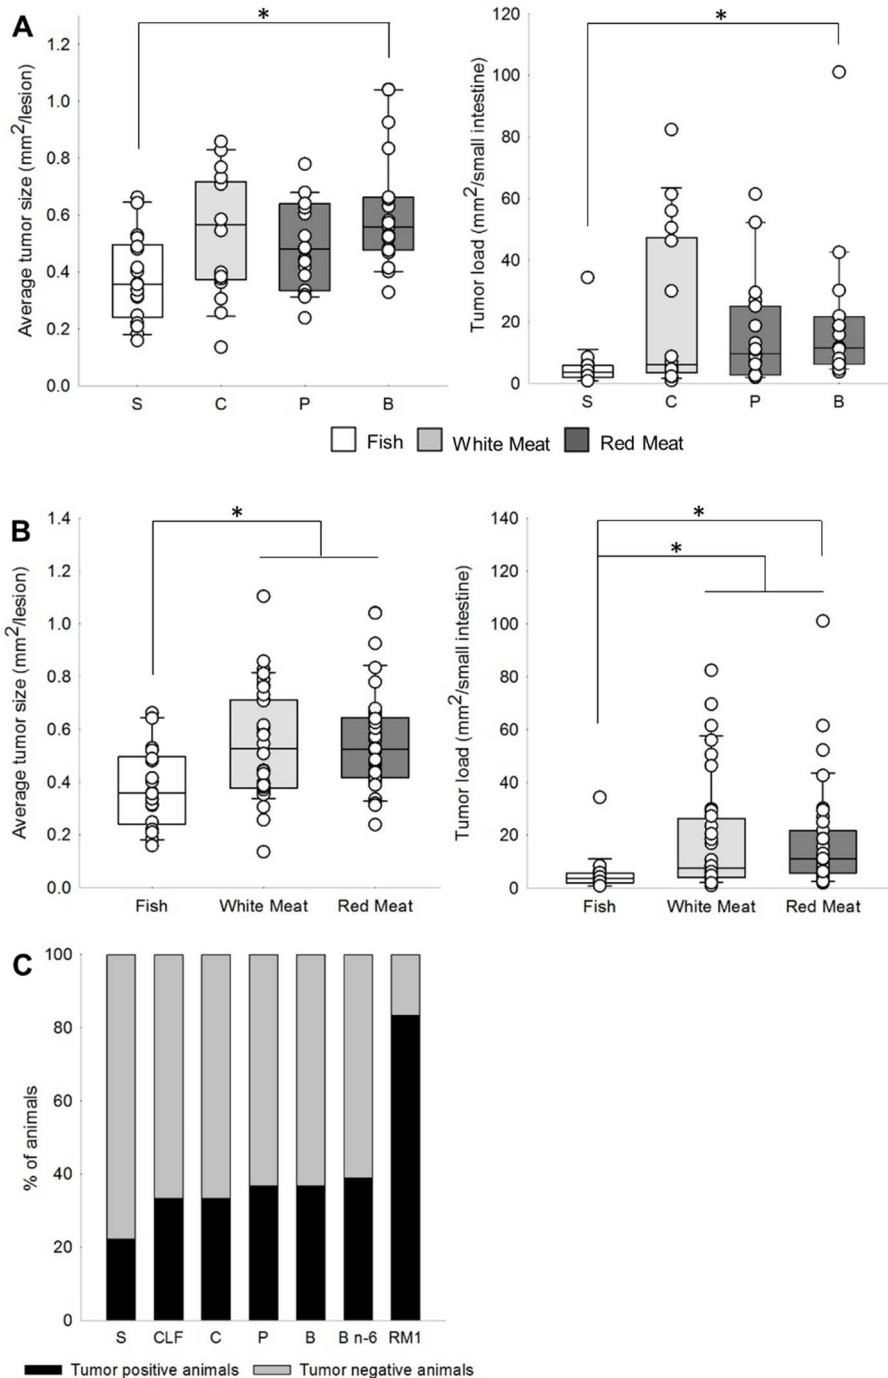 A
*
*
Average tumor size (mm2/lesion)
1.2
1.0
0.8
0.6
0.4
0.2
0.0
S C P B
Tumor load (mm2/small intestine)
120
100
80
60
40
20
0
S C P B
Fish White Meat Red Meat
B
*
*
*
Average tumor size (mm2/lesion)
1.4
1.2
1.0
0.8
0.6
0.4
0.2
0.0
Fish White Meat Red Meat
Tumor load (mm2/small intestine)
140
120
100
80
60
40
20
0
Fish White Meat Red Meat
C
% of animals
100
80
60
40
20
0
S CLF C P B B n-6 RM1
Tumor positive animals Tumor negative animals